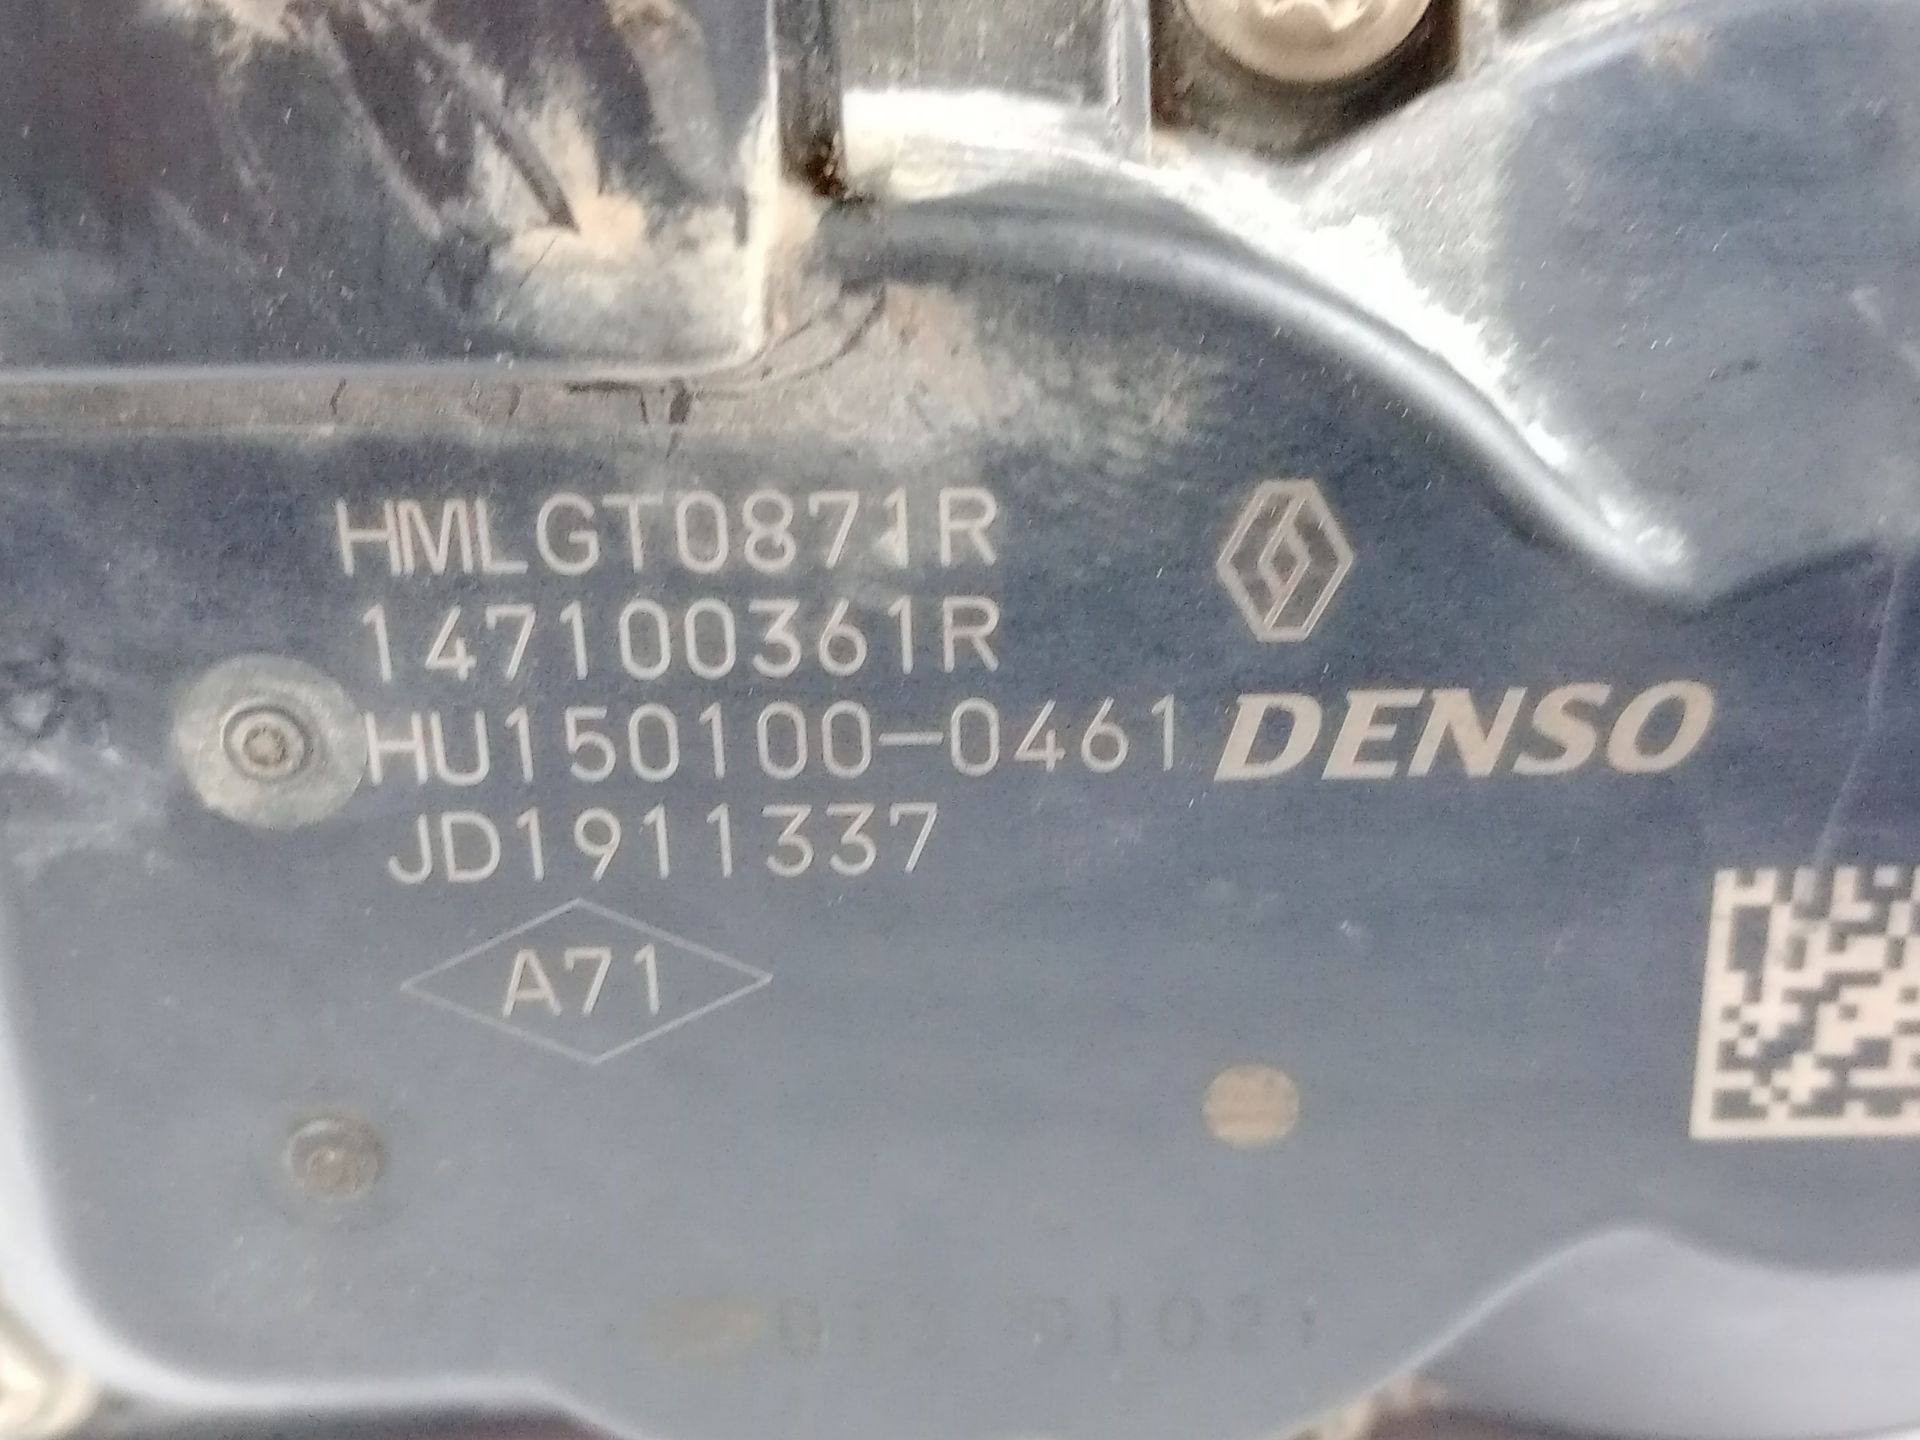 HMLGT0871R
147100361R
HU150100-0461 DENSO
JD1911337
A71